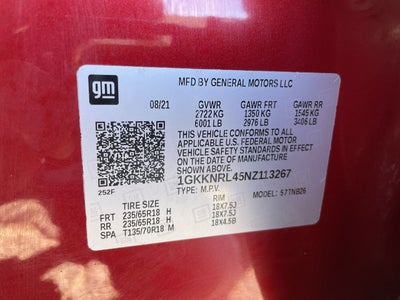 gm
MFD BY GENERAL MOTORS LLC
08/21 GVWR GAWR FRT GAWR RR
2722 KG 1350 KG 1545 KG
6001 LB 2976 LB 3406 LB
THIS VEHICLE CONFORMS TO ALL
APPLICABLE U.S. FEDERAL MOTOR
VEHICLE SAFETY STANDARDS IN EFFECT ON
THE DATE OF MANUFACTURE SHOWN ABOVE.
1GKKNRL45NZ113267
252F TYPE: M.P.V. MODEL: S7TNB26
TIRE SIZE RIM
FRT 235/65R18 H 18X7.5J
RR 235/65R18 H 18X7.5J
SPA T135/70R18 M 18X4.5B